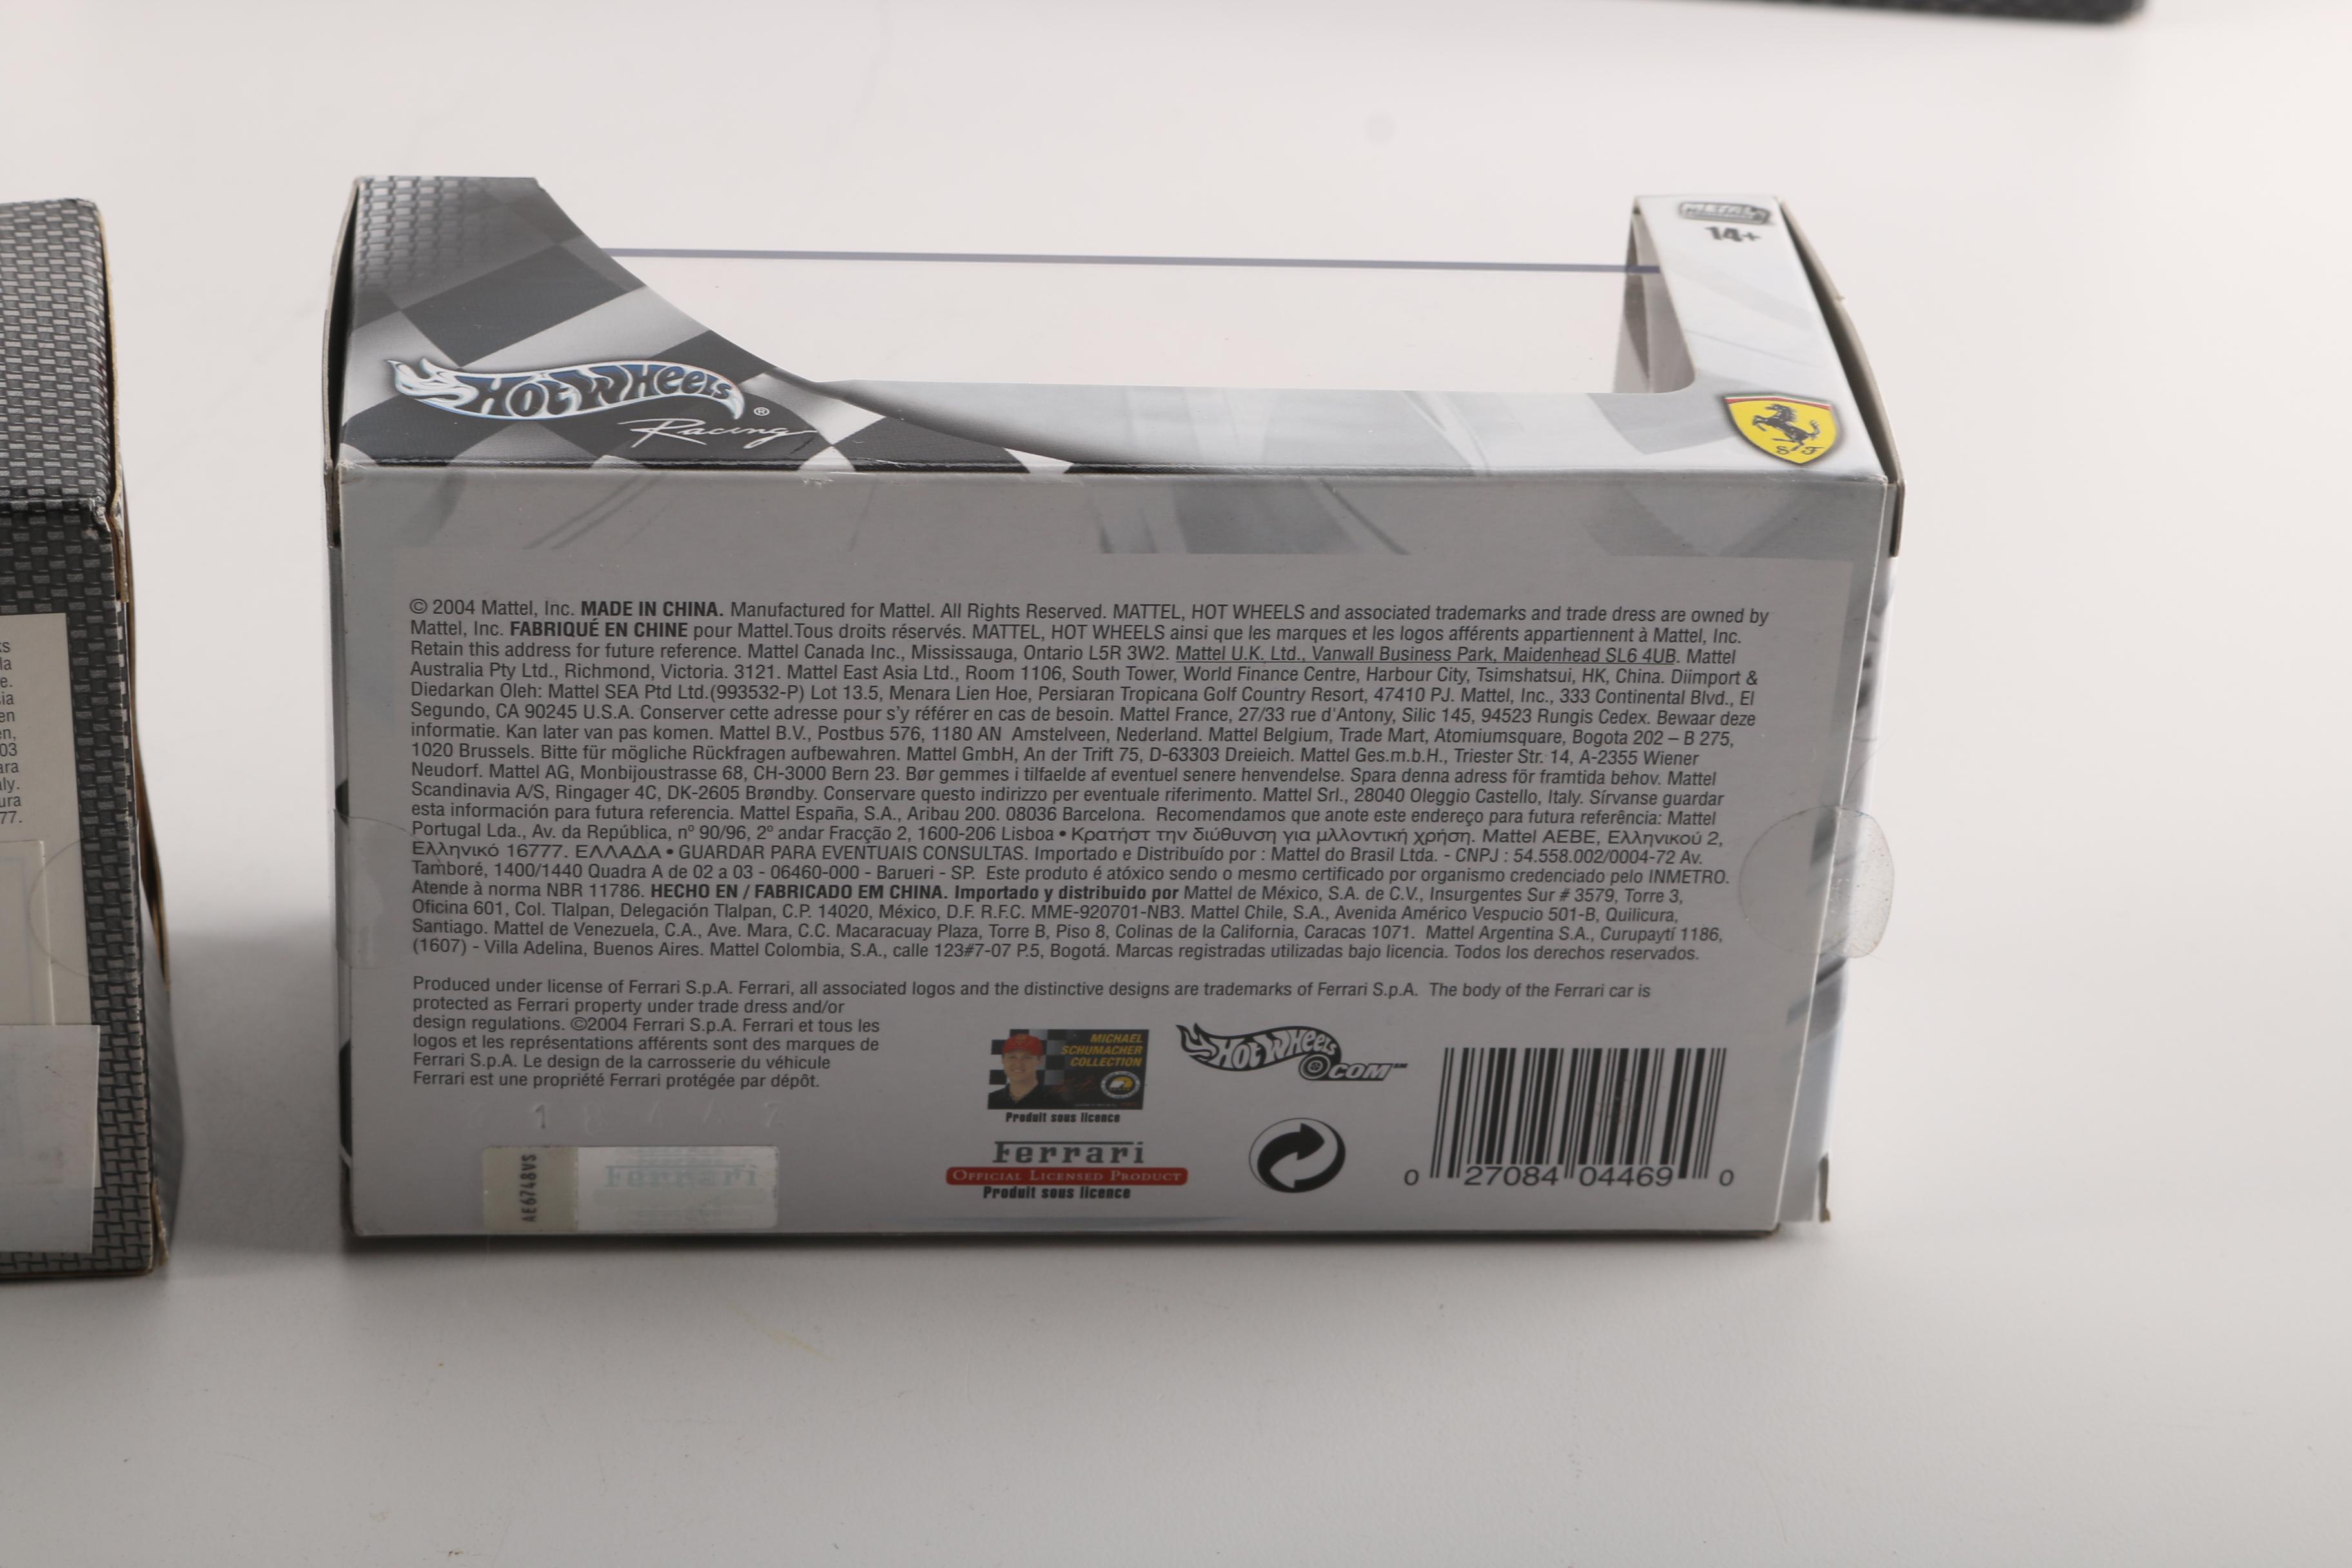 METAL
14+
HOT WHEELS ®
Racing
S F
© 2004 Mattel, Inc. MADE IN CHINA. Manufactured for Mattel. All Rights Reserved. MATTEL, HOT WHEELS and associated trademarks and trade dress are owned by
Mattel, Inc. FABRIQUÉ EN CHINE pour Mattel.Tous droits réservés. MATTEL, HOT WHEELS ainsi que les marques et les logos afférents appartiennent à Mattel, Inc.
Retain this address for future reference. Mattel Canada Inc., Mississauga, Ontario L5R 3W2. Mattel U.K. Ltd., Vanwall Business Park, Maidenhead SL6 4UB. Mattel
Australia Pty Ltd., Richmond, Victoria. 3121. Mattel East Asia Ltd., Room 1106, South Tower, World Finance Centre, Harbour City, Tsimshatsui, HK, China. Diimport &
Diedarkan Oleh: Mattel SEA Ptd Ltd.(993532-P) Lot 13.5, Menara Lien Hoe, Persiaran Tropicana Golf Country Resort, 47410 PJ. Mattel, Inc., 333 Continental Blvd., El
Segundo, CA 90245 U.S.A. Conserver cette adresse pour s'y référer en cas de besoin. Mattel France, 27/33 rue d'Antony, Silic 145, 94523 Rungis Cedex. Bewaar deze
informatie. Kan later van pas komen. Mattel B.V., Postbus 576, 1180 AN Amstelveen, Nederland. Mattel Belgium, Trade Mart, Atomiumsquare, Bogota 202 – B 275,
1020 Brussels. Bitte für mögliche Rückfragen aufbewahren. Mattel GmbH, An der Trift 75, D-63303 Dreieich. Mattel Ges.m.b.H., Triester Str. 14, A-2355 Wiener
Neudorf. Mattel AG, Monbijoustrasse 68, CH-3000 Bern 23. Bør gemmes i tilfaelde af eventuel senere henvendelse. Spara denna adress för framtida behov. Mattel
Scandinavia A/S, Ringager 4C, DK-2605 Brøndby. Conservare questo indirizzo per eventuale riferimento. Mattel Srl., 28040 Oleggio Castello, Italy. Sírvanse guardar
esta información para futura referencia. Mattel España, S.A., Aribau 200. 08036 Barcelona. Recomendamos que anote este endereço para futura referência: Mattel
Portugal Lda., Av. da República, nº 90/96, 2º andar Fracção 2, 1600-206 Lisboa • Κρατήστ την διύθυνση για μλλοντική χρήση. Mattel AEBE, Ελληνικού 2,
Ελληνικό 16777. ΕΛΛΑΔΑ • GUARDAR PARA EVENTUAIS CONSULTAS. Importado e Distribuído por : Mattel do Brasil Ltda. - CNPJ : 54.558.002/0004-72 Av.
Tamboré, 1400/1440 Quadra A de 02 a 03 - 06460-000 - Barueri - SP. Este produto é atóxico sendo o mesmo certificado por organismo credenciado pelo INMETRO.
Atende à norma NBR 11786. HECHO EN / FABRICADO EM CHINA. Importado y distribuido por Mattel de México, S.A. de C.V., Insurgentes Sur # 3579, Torre 3,
Oficina 601, Col. Tlalpan, Delegación Tlalpan, C.P. 14020, México, D.F. R.F.C. MME-920701-NB3. Mattel Chile, S.A., Avenida Américo Vespucio 501-B, Quilicura,
Santiago. Mattel de Venezuela, C.A., Ave. Mara, C.C. Macaracuay Plaza, Torre B, Piso 8, Colinas de la California, Caracas 1071. Mattel Argentina S.A., Curupaytí 1186,
(1607) - Villa Adelina, Buenos Aires. Mattel Colombia, S.A., calle 123#7-07 P.5, Bogotá. Marcas registradas utilizadas bajo licencia. Todos los derechos reservados.
Produced under license of Ferrari S.p.A. Ferrari, all associated logos and the distinctive designs are trademarks of Ferrari S.p.A. The body of the Ferrari car is
protected as Ferrari property under trade dress and/or
design regulations. ©2004 Ferrari S.p.A. Ferrari et tous les
logos et les représentations afférents sont des marques de
Ferrari S.p.A. Le design de la carrosserie du véhicule
Ferrari est une propriété Ferrari protégée par dépôt.
MICHAEL
SCHUMACHER
COLLECTION
Produit sous licence
HOT WHEELS
.COM℠
Ferrari
OFFICIAL LICENSED PRODUCT
Produit sous licence
AE6748VS
Ferrari
0 27084 04469 0
en
03
77.